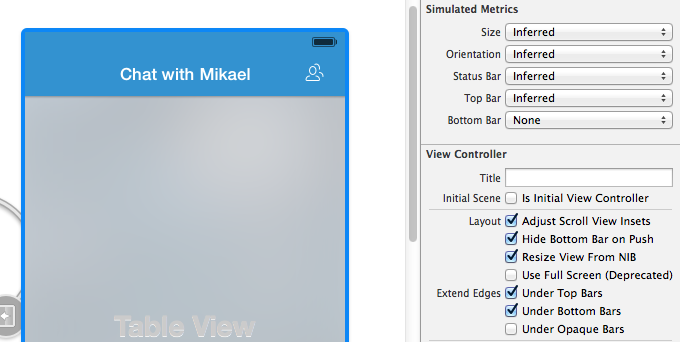 Chat with Mikael
Table View
Simulated Metrics
Size Inferred
Orientation Inferred
Status Bar Inferred
Top Bar Inferred
Bottom Bar None
View Controller
Title
Initial Scene Is Initial View Controller
Layout Adjust Scroll View Insets
Hide Bottom Bar on Push
Resize View From NIB
Use Full Screen (Deprecated)
Extend Edges Under Top Bars
Under Bottom Bars
Under Opaque Bars